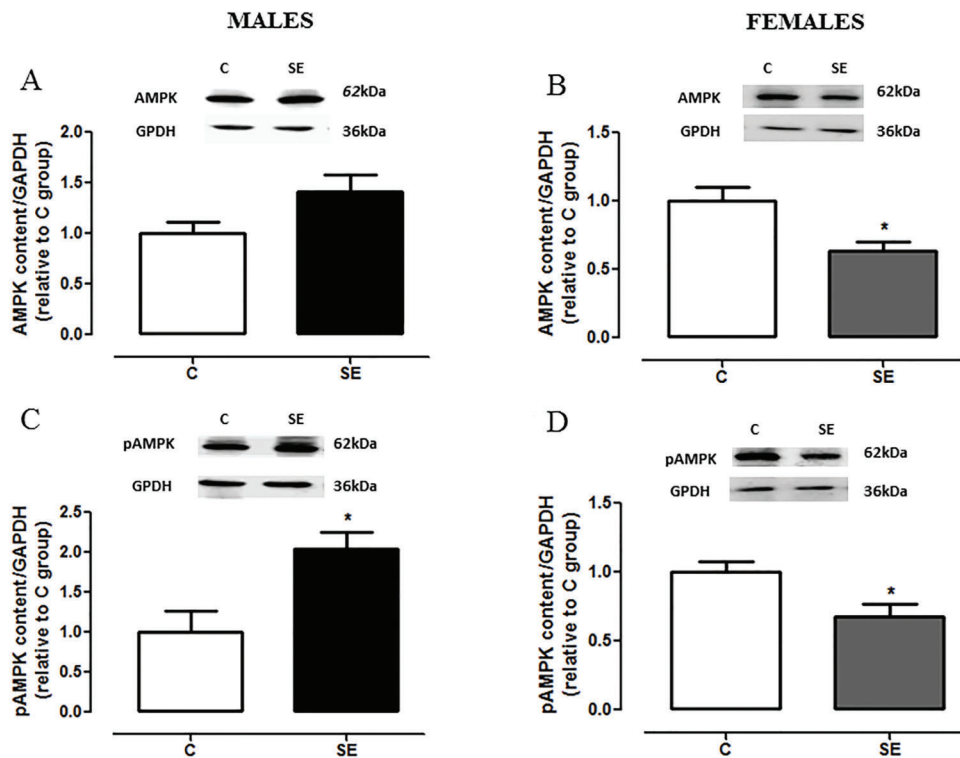 MALES
FEMALES
A
C SE
AMPK 62kDa
GPDH 36kDa
AMPK content/GAPDH
(relative to C group)
2.0
1.5
1.0
0.5
0.0
C SE
B
C SE
AMPK 62kDa
GPDH 36kDa
AMPK content/GAPDH
(relative to C group)
1.5
1.0
0.5
0.0
*
C SE
C
C SE
pAMPK 62kDa
GPDH 36kDa
pAMPK content/GAPDH
(relative to C group)
2.5
2.0
1.5
1.0
0.5
0.0
*
C SE
D
C SE
pAMPK 62kDa
GPDH 36kDa
pAMPK content/GAPDH
(relative to C group)
1.5
1.0
0.5
0.0
*
C SE